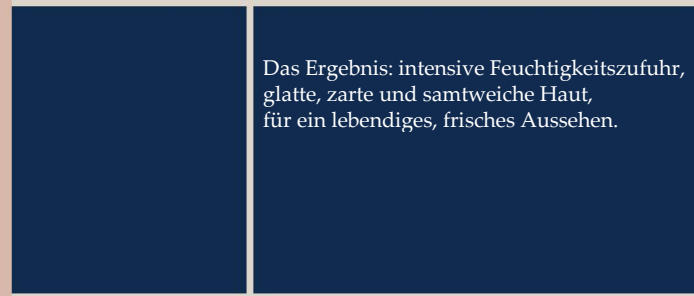 Das Ergebnis: intensive Feuchtigkeitszufuhr,
glatte, zarte und samtweiche Haut,
für ein lebendiges, frisches Aussehen.